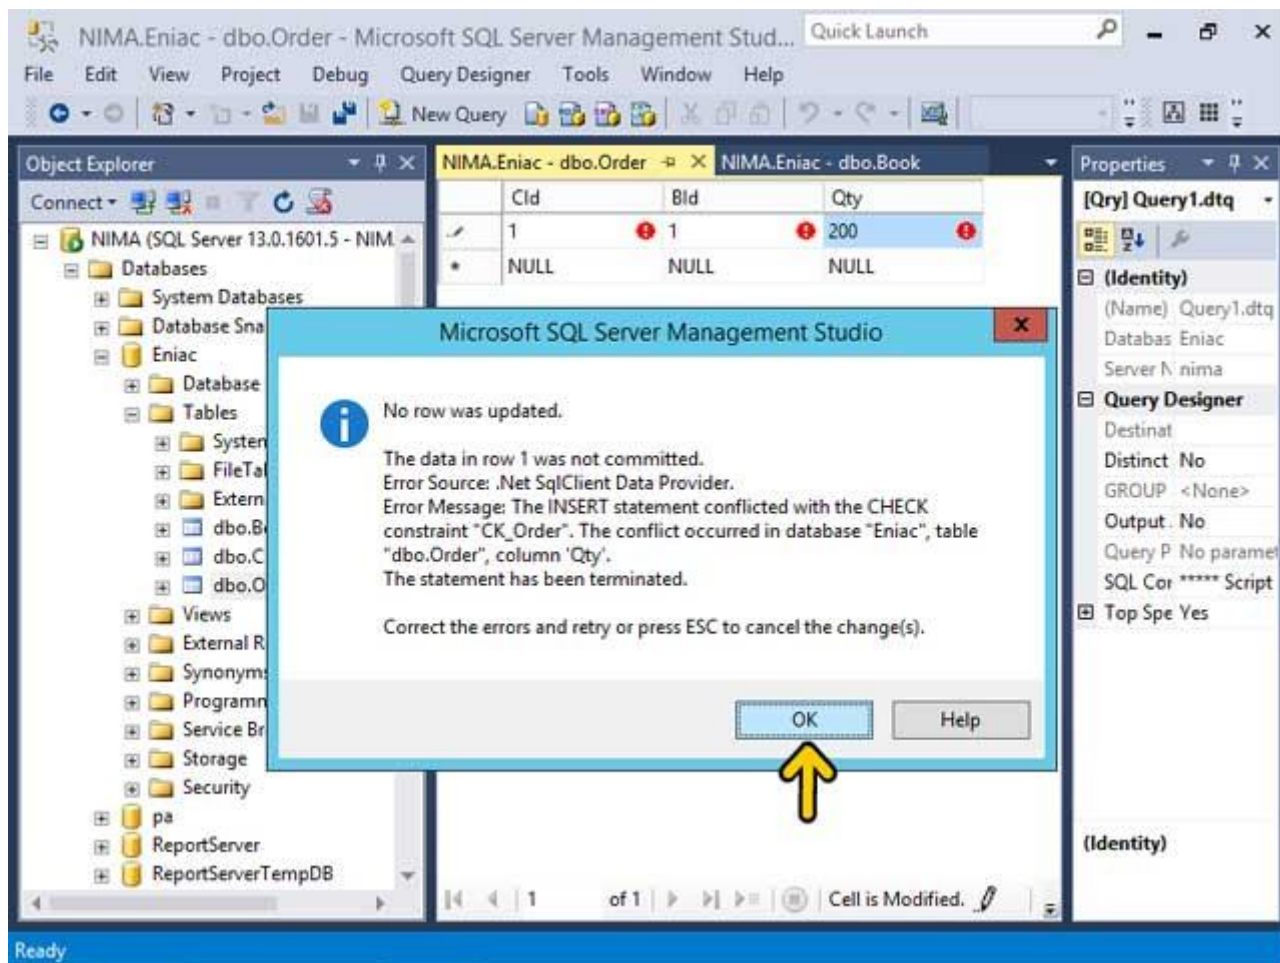 NIMA.Eniac - dbo.Order - Microsoft SQL Server Management Stud...
Quick Launch
File Edit View Project Debug Query Designer Tools Window Help
New Query
Object Explorer
Connect
NIMA (SQL Server 13.0.1601.5 - NIM
Databases
System Databases
Database Sna
Eniac
Database
Tables
System
FileTal
Extern
dbo.B
dbo.C
dbo.O
Views
External R
Synonyms
Programn
Service Br
Storage
Security
pa
ReportServer
ReportServerTempDB
NIMA.Eniac - dbo.Order
NIMA.Eniac - dbo.Book
CId BId Qty
1 1 200
NULL NULL NULL
Microsoft SQL Server Management Studio
No row was updated.
The data in row 1 was not committed.
Error Source: .Net SqlClient Data Provider.
Error Message: The INSERT statement conflicted with the CHECK
constraint "CK_Order". The conflict occurred in database "Eniac", table
"dbo.Order", column 'Qty'.
The statement has been terminated.
Correct the errors and retry or press ESC to cancel the change(s).
OK
Help
1 of 1
Cell is Modified.
Properties
[Qry] Query1.dtq
(Identity)
(Name) Query1.dtq
Databas Eniac
Server N nima
Query Designer
Destinat
Distinct No
GROUP <None>
Output No
Query P No paramet
SQL Cor ***** Script
Top Spe Yes
(Identity)
Ready